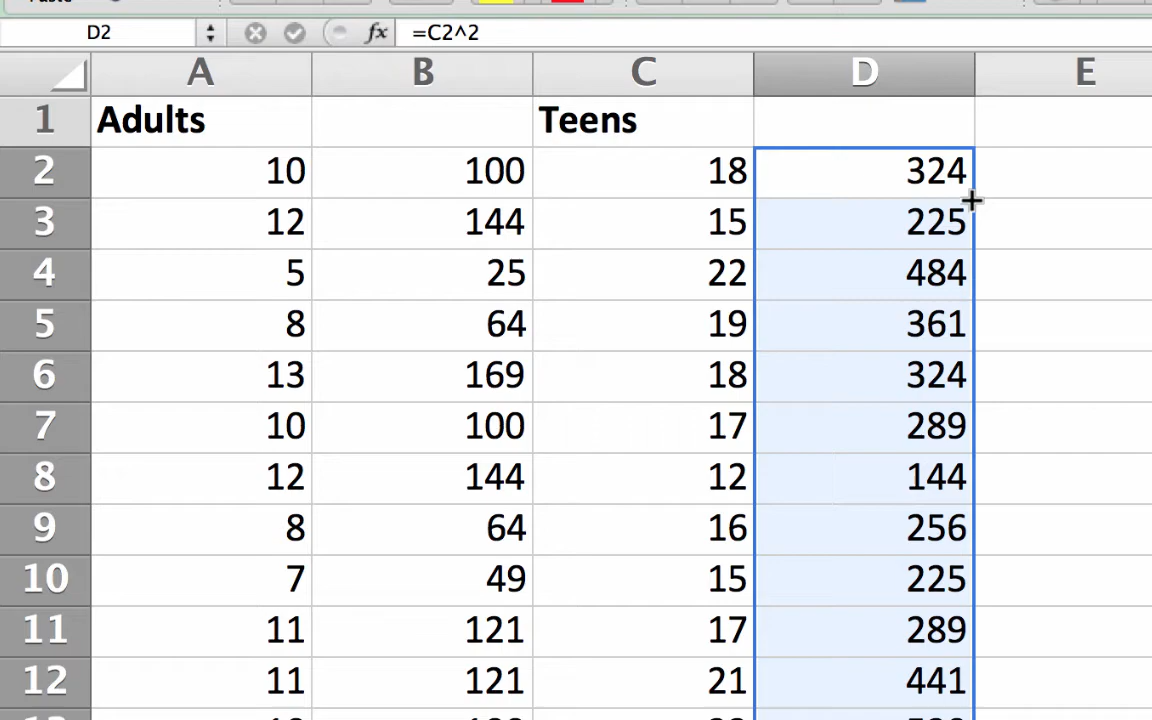 D2 fx =C2^2
A B C D E
1 Adults Teens
2 10 100 18 324
3 12 144 15 225
4 5 25 22 484
5 8 64 19 361
6 13 169 18 324
7 10 100 17 289
8 12 144 12 144
9 8 64 16 256
10 7 49 15 225
11 11 121 17 289
12 11 121 21 441